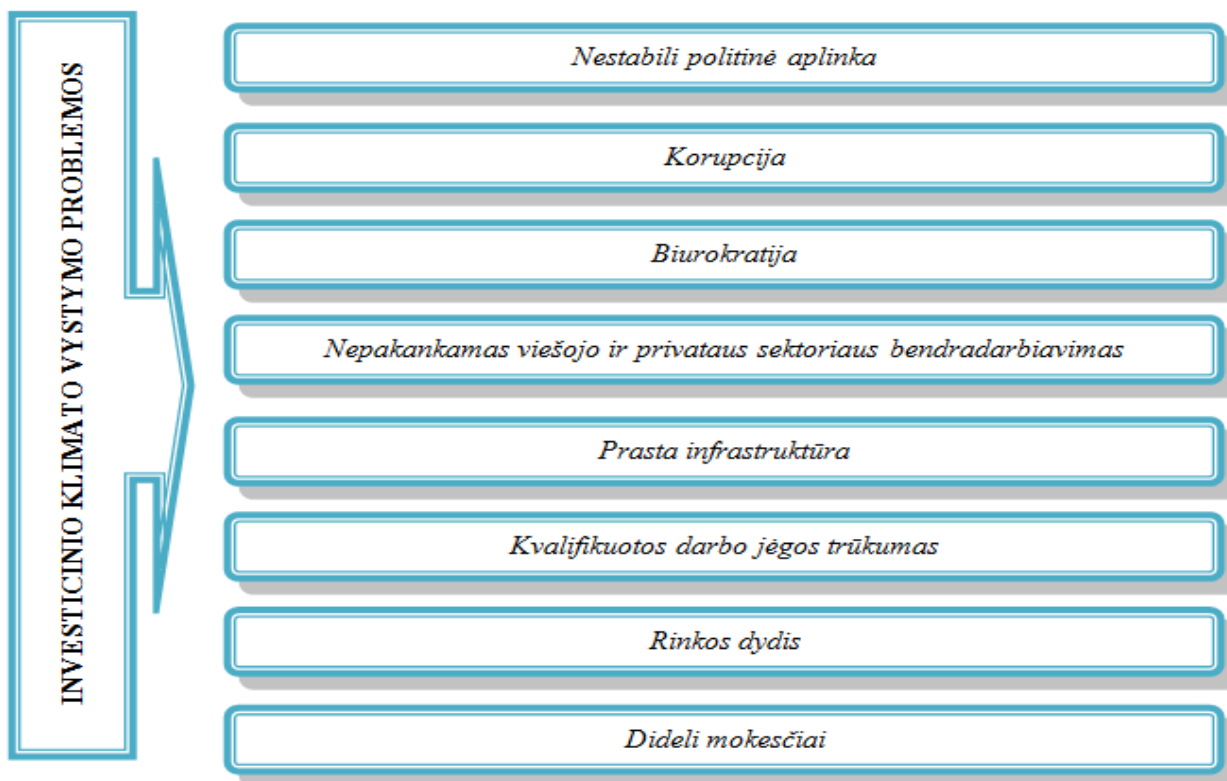 INVESTICINIO KLIMATO VYSTYMO PROBLEMOS
Nestabili politinė aplinka
Korupcija
Biurokratija
Nepakankamas viešojo ir privataus sektoriaus bendradarbiavimas
Prasta infrastruktūra
Kvalifikuotos darbo jėgos trūkumas
Rinkos dydis
Dideli mokesčiai